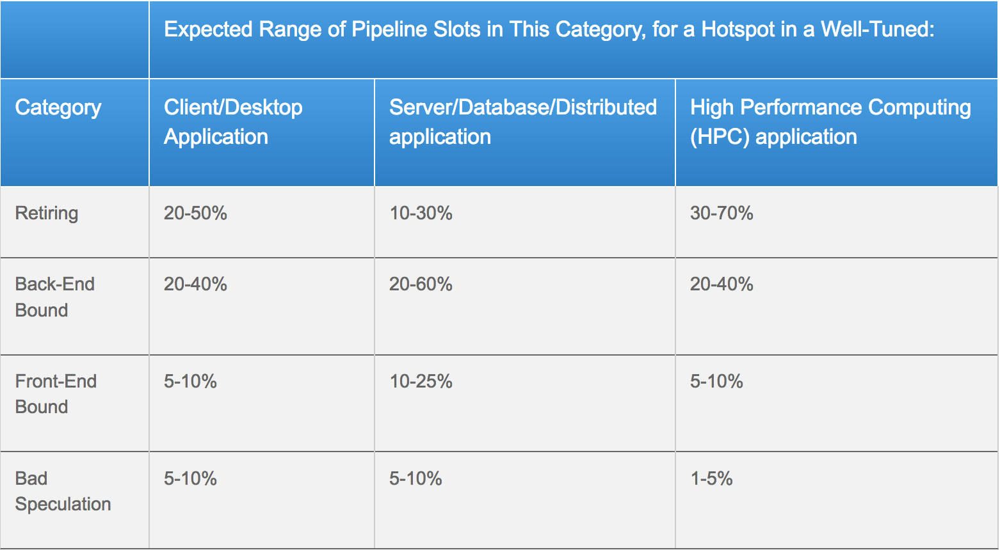 Expected Range of Pipeline Slots in This Category, for a Hotspot in a Well-Tuned:
Category
Client/Desktop
Application
Server/Database/Distributed
application
High Performance Computing
(HPC) application
Retiring
20-50%
10-30%
30-70%
Back-End
Bound
20-40%
20-60%
20-40%
Front-End
Bound
5-10%
10-25%
5-10%
Bad
Speculation
5-10%
5-10%
1-5%